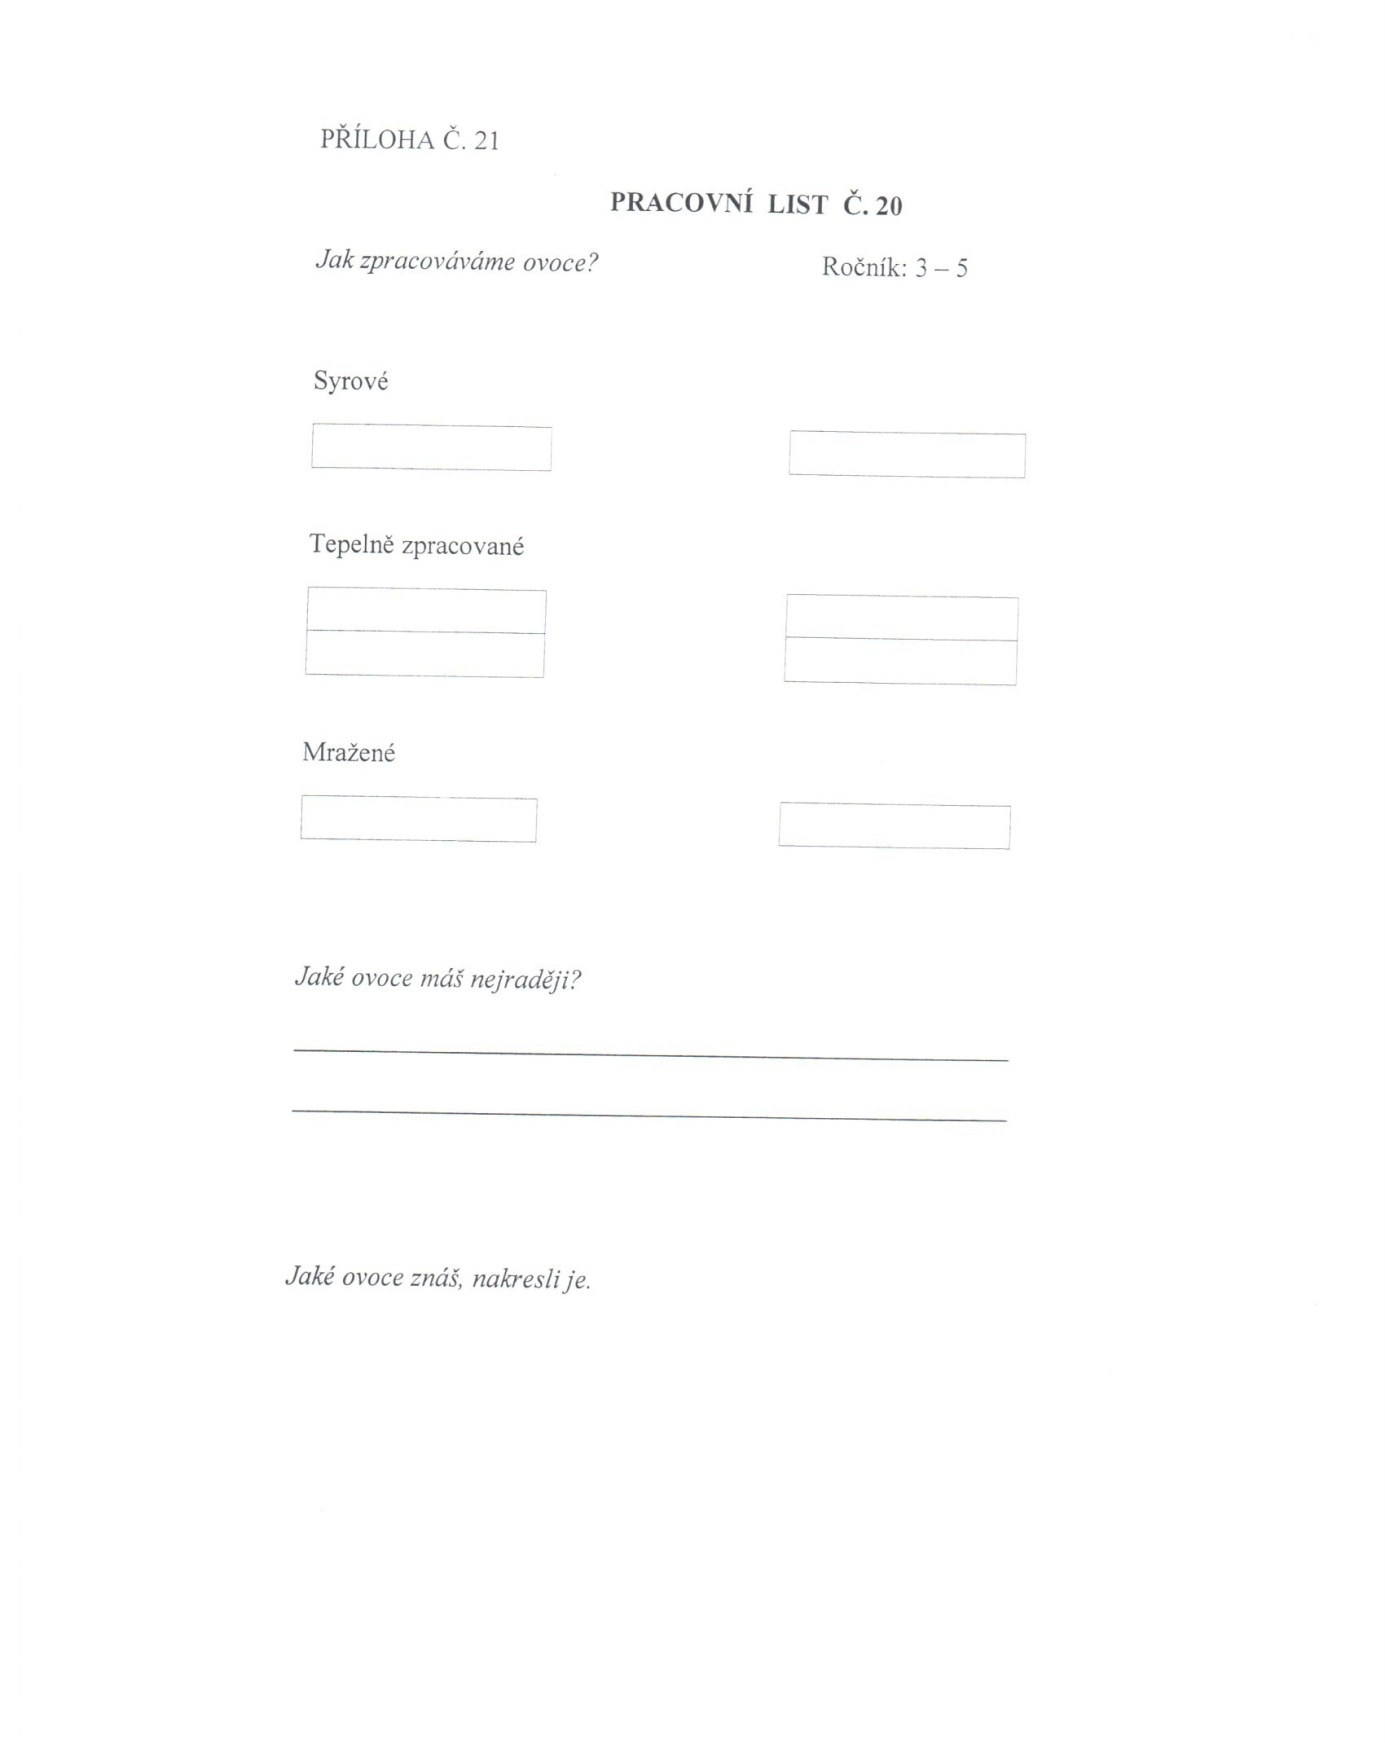 PŘÍLOHA Č. 21
PRACOVNÍ LIST Č. 20
Jak zpracováváme ovoce?
Ročník: 3 – 5
Syrové
Tepelně zpracované
Mražené
Jaké ovoce máš nejraději?
Jaké ovoce znáš, nakresli je.